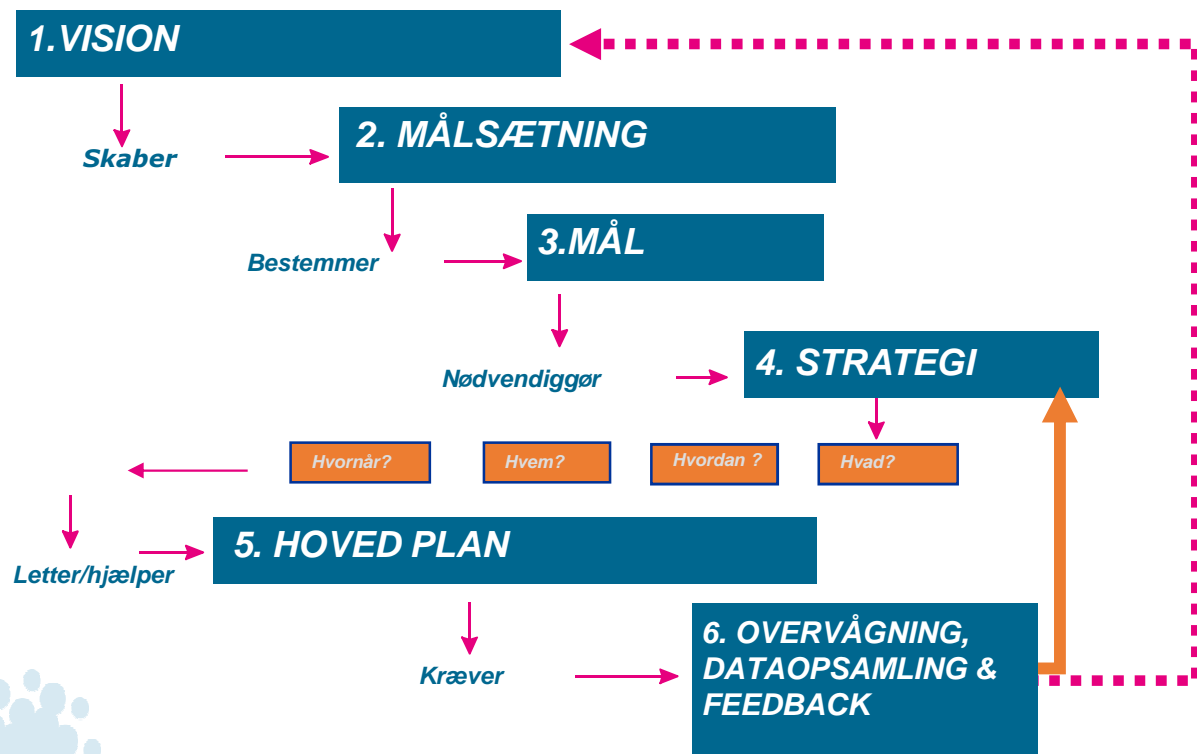 1.VISION
Skaber
2. MÅLSÆTNING
Bestemmer
3.MÅL
Nødvendiggør
4. STRATEGI
Hvornår?
Hvem?
Hvordan ?
Hvad?
Letter/hjælper
5. HOVED PLAN
Kræver
6. OVERVÅGNING,
DATAOPSAMLING &
FEEDBACK